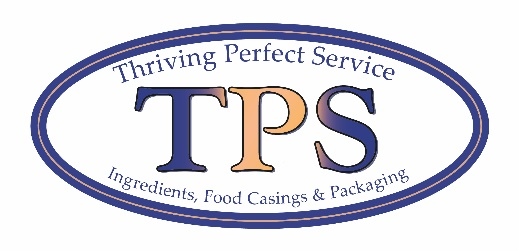 Thriving Perfect Service
TPS
Ingredients, Food Casings & Packaging